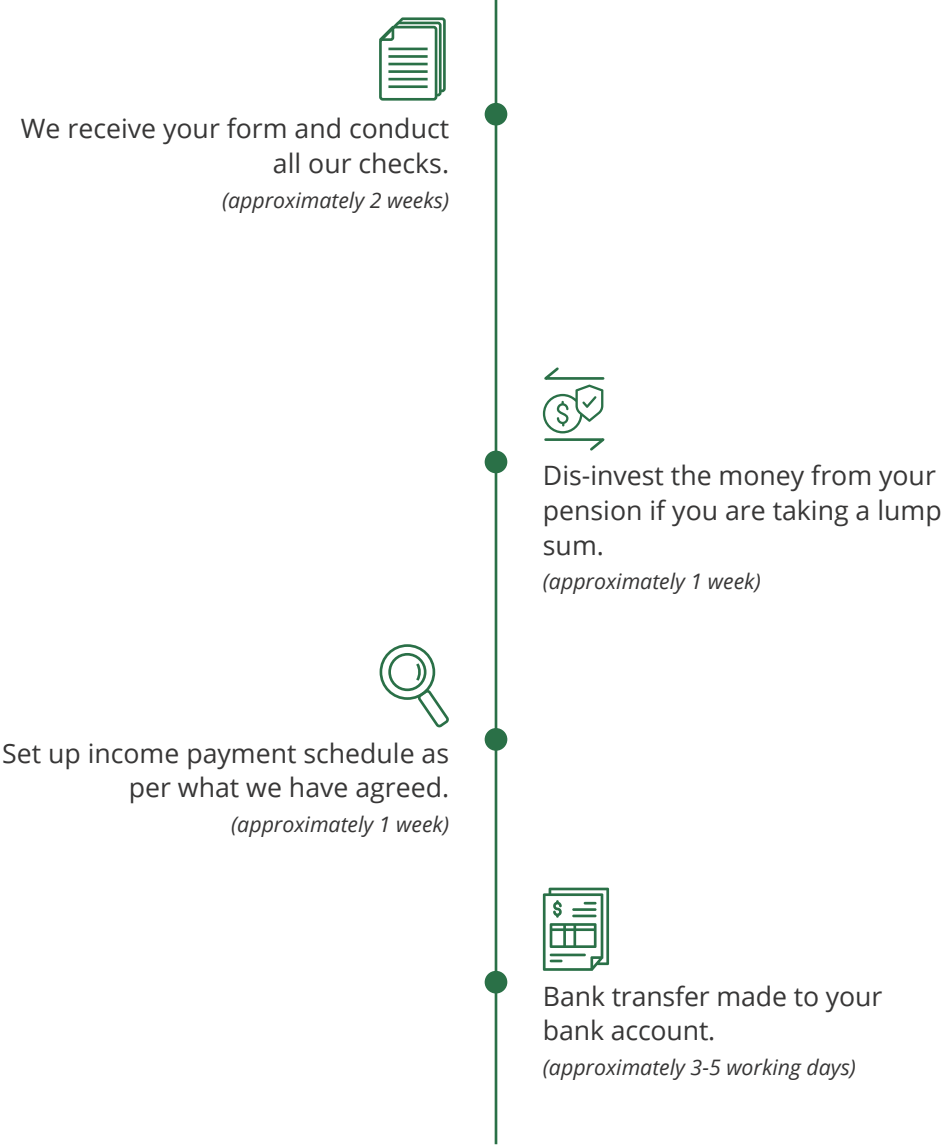 We receive your form and conduct
all our checks.
(approximately 2 weeks)
$
Dis-invest the money from your
pension if you are taking a lump
sum.
(approximately 1 week)
Set up income payment schedule as
per what we have agreed.
(approximately 1 week)
$
Bank transfer made to your
bank account.
(approximately 3-5 working days)